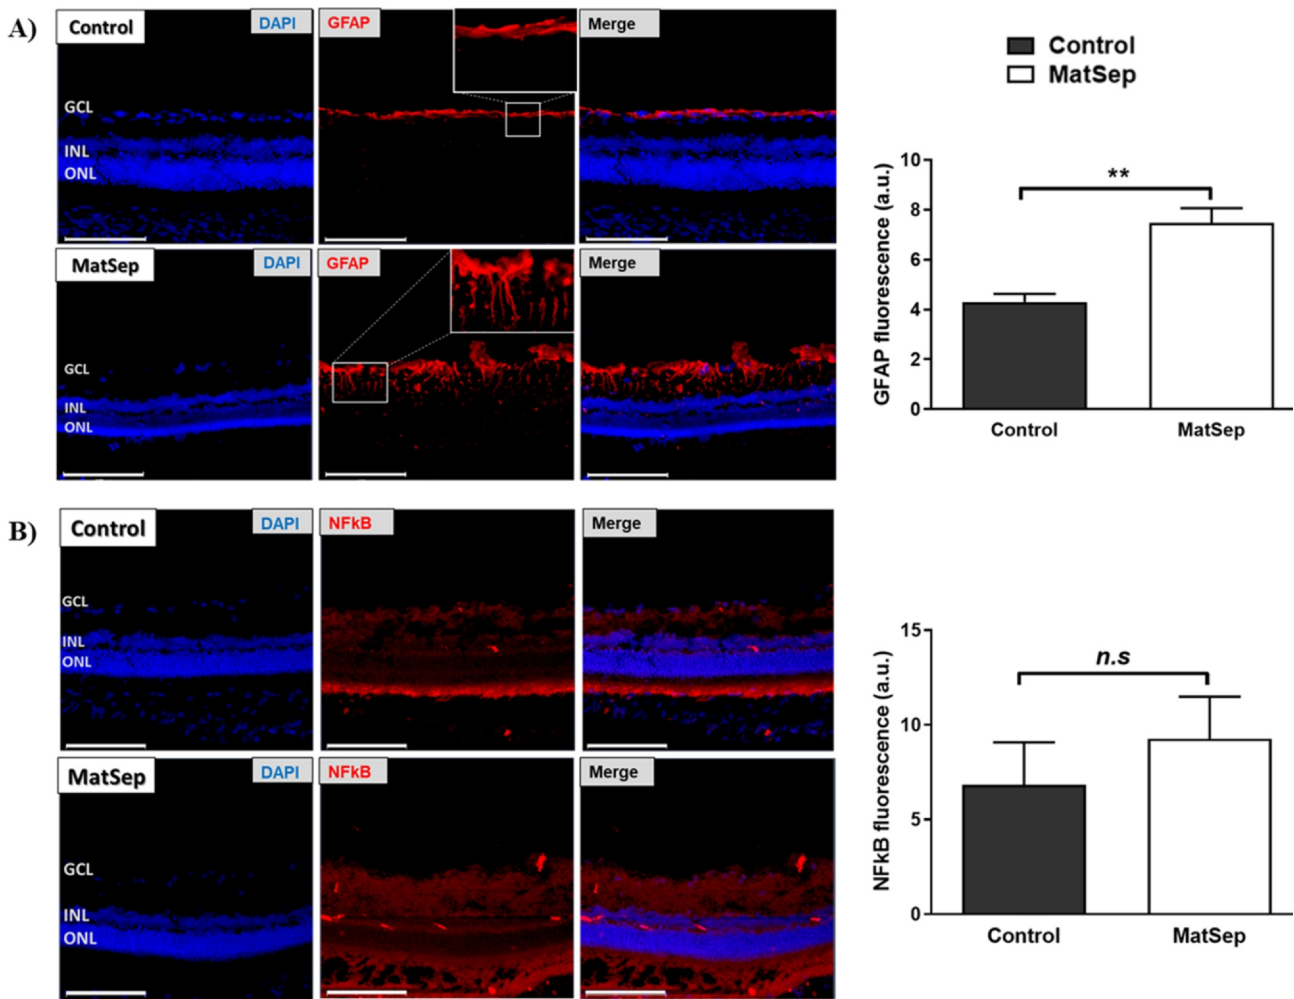 A)
Control DAPI GFAP Merge
GCL
INL
ONL
MatSep DAPI GFAP Merge
GCL
INL
ONL
Control
MatSep
10
8
6
4
2
0
GFAP fluorescence (a.u.)
**
Control MatSep
B)
Control DAPI NFkB Merge
GCL
INL
ONL
MatSep DAPI NFkB Merge
GCL
INL
ONL
15
10
5
0
NFkB fluorescence (a.u.)
n.s
Control MatSep